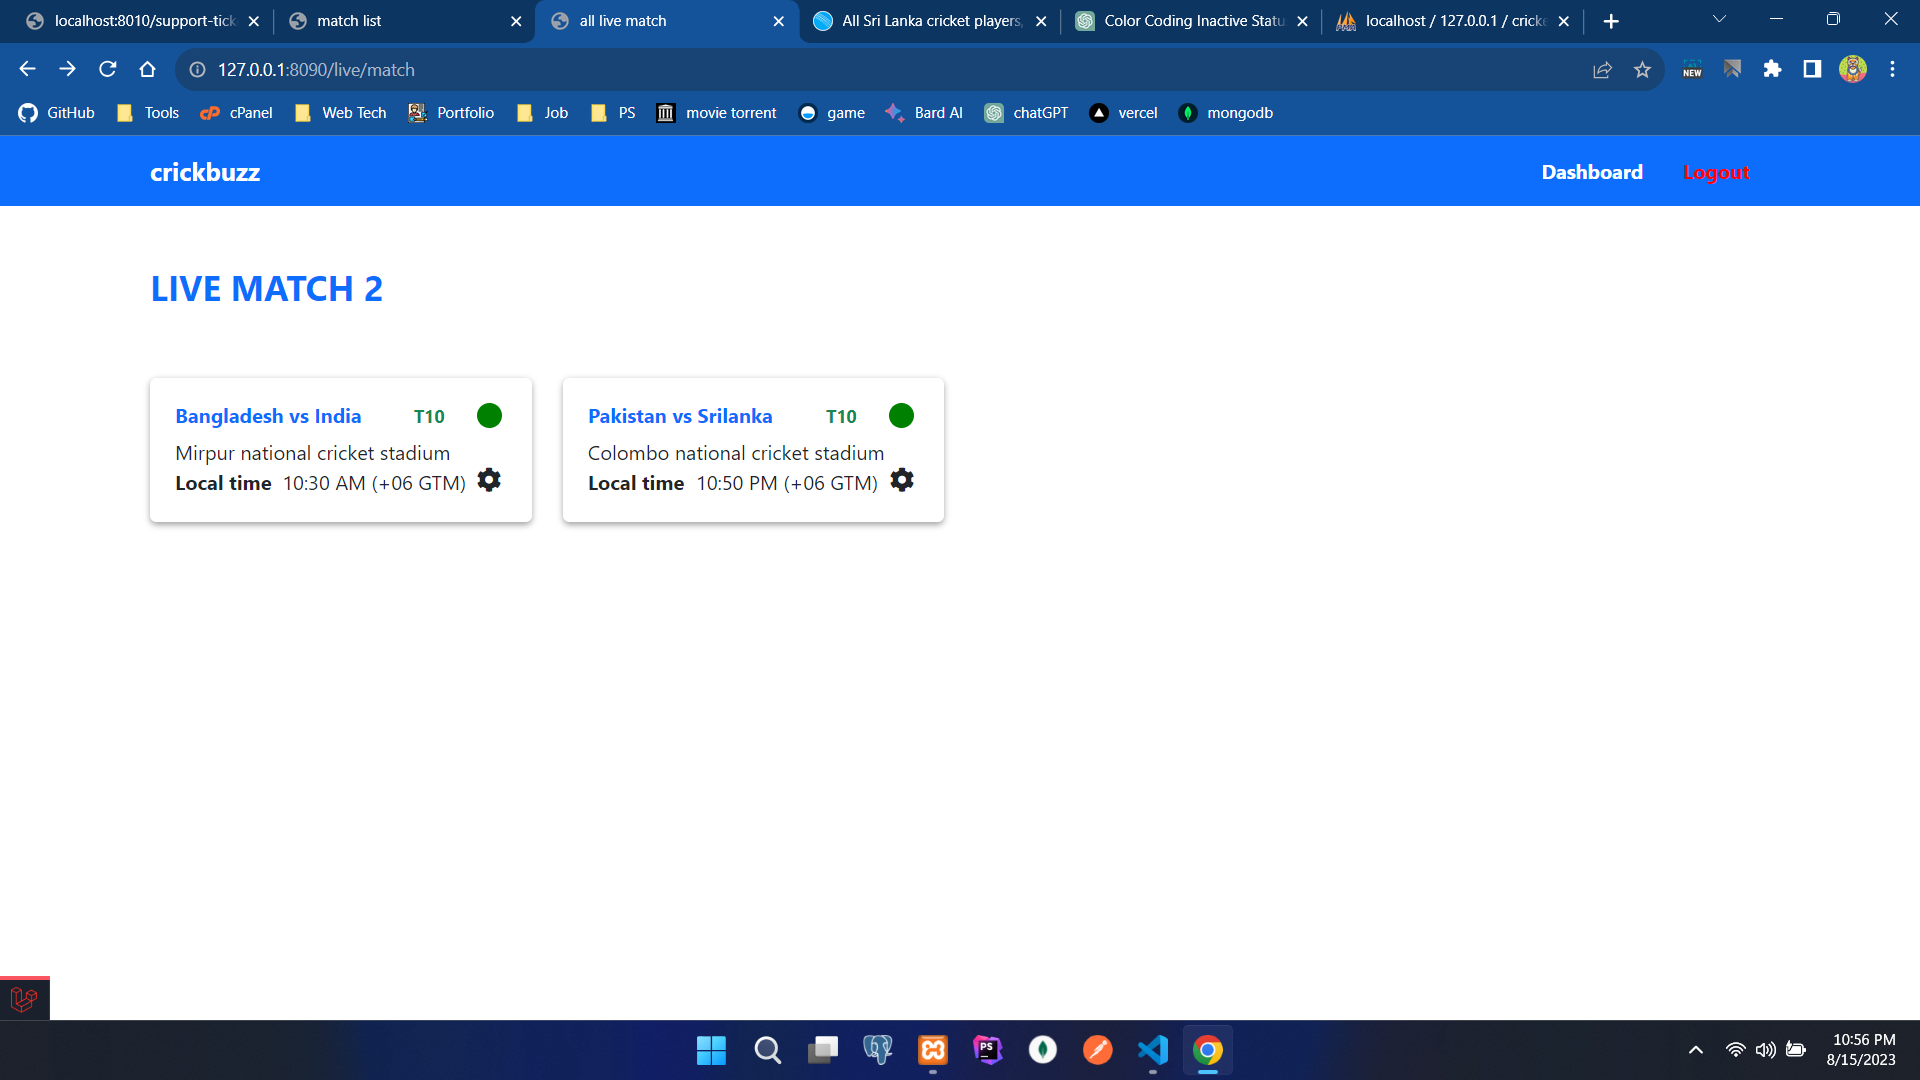 localhost:8010/support-tick
match list
all live match
All Sri Lanka cricket players,
Color Coding Inactive Statu
localhost / 127.0.0.1 / cricke
127.0.0.1:8090/live/match
NEW
GitHub
Tools
cPanel
Web Tech
Portfolio
Job
PS
movie torrent
game
Bard AI
chatGPT
vercel
mongodb
crickbuzz
Dashboard
Logout
LIVE MATCH 2
Bangladesh vs India T10
Mirpur national cricket stadium
Local time 10:30 AM (+06 GTM)
Pakistan vs Srilanka T10
Colombo national cricket stadium
Local time 10:50 PM (+06 GTM)
PS
10:56 PM
8/15/2023